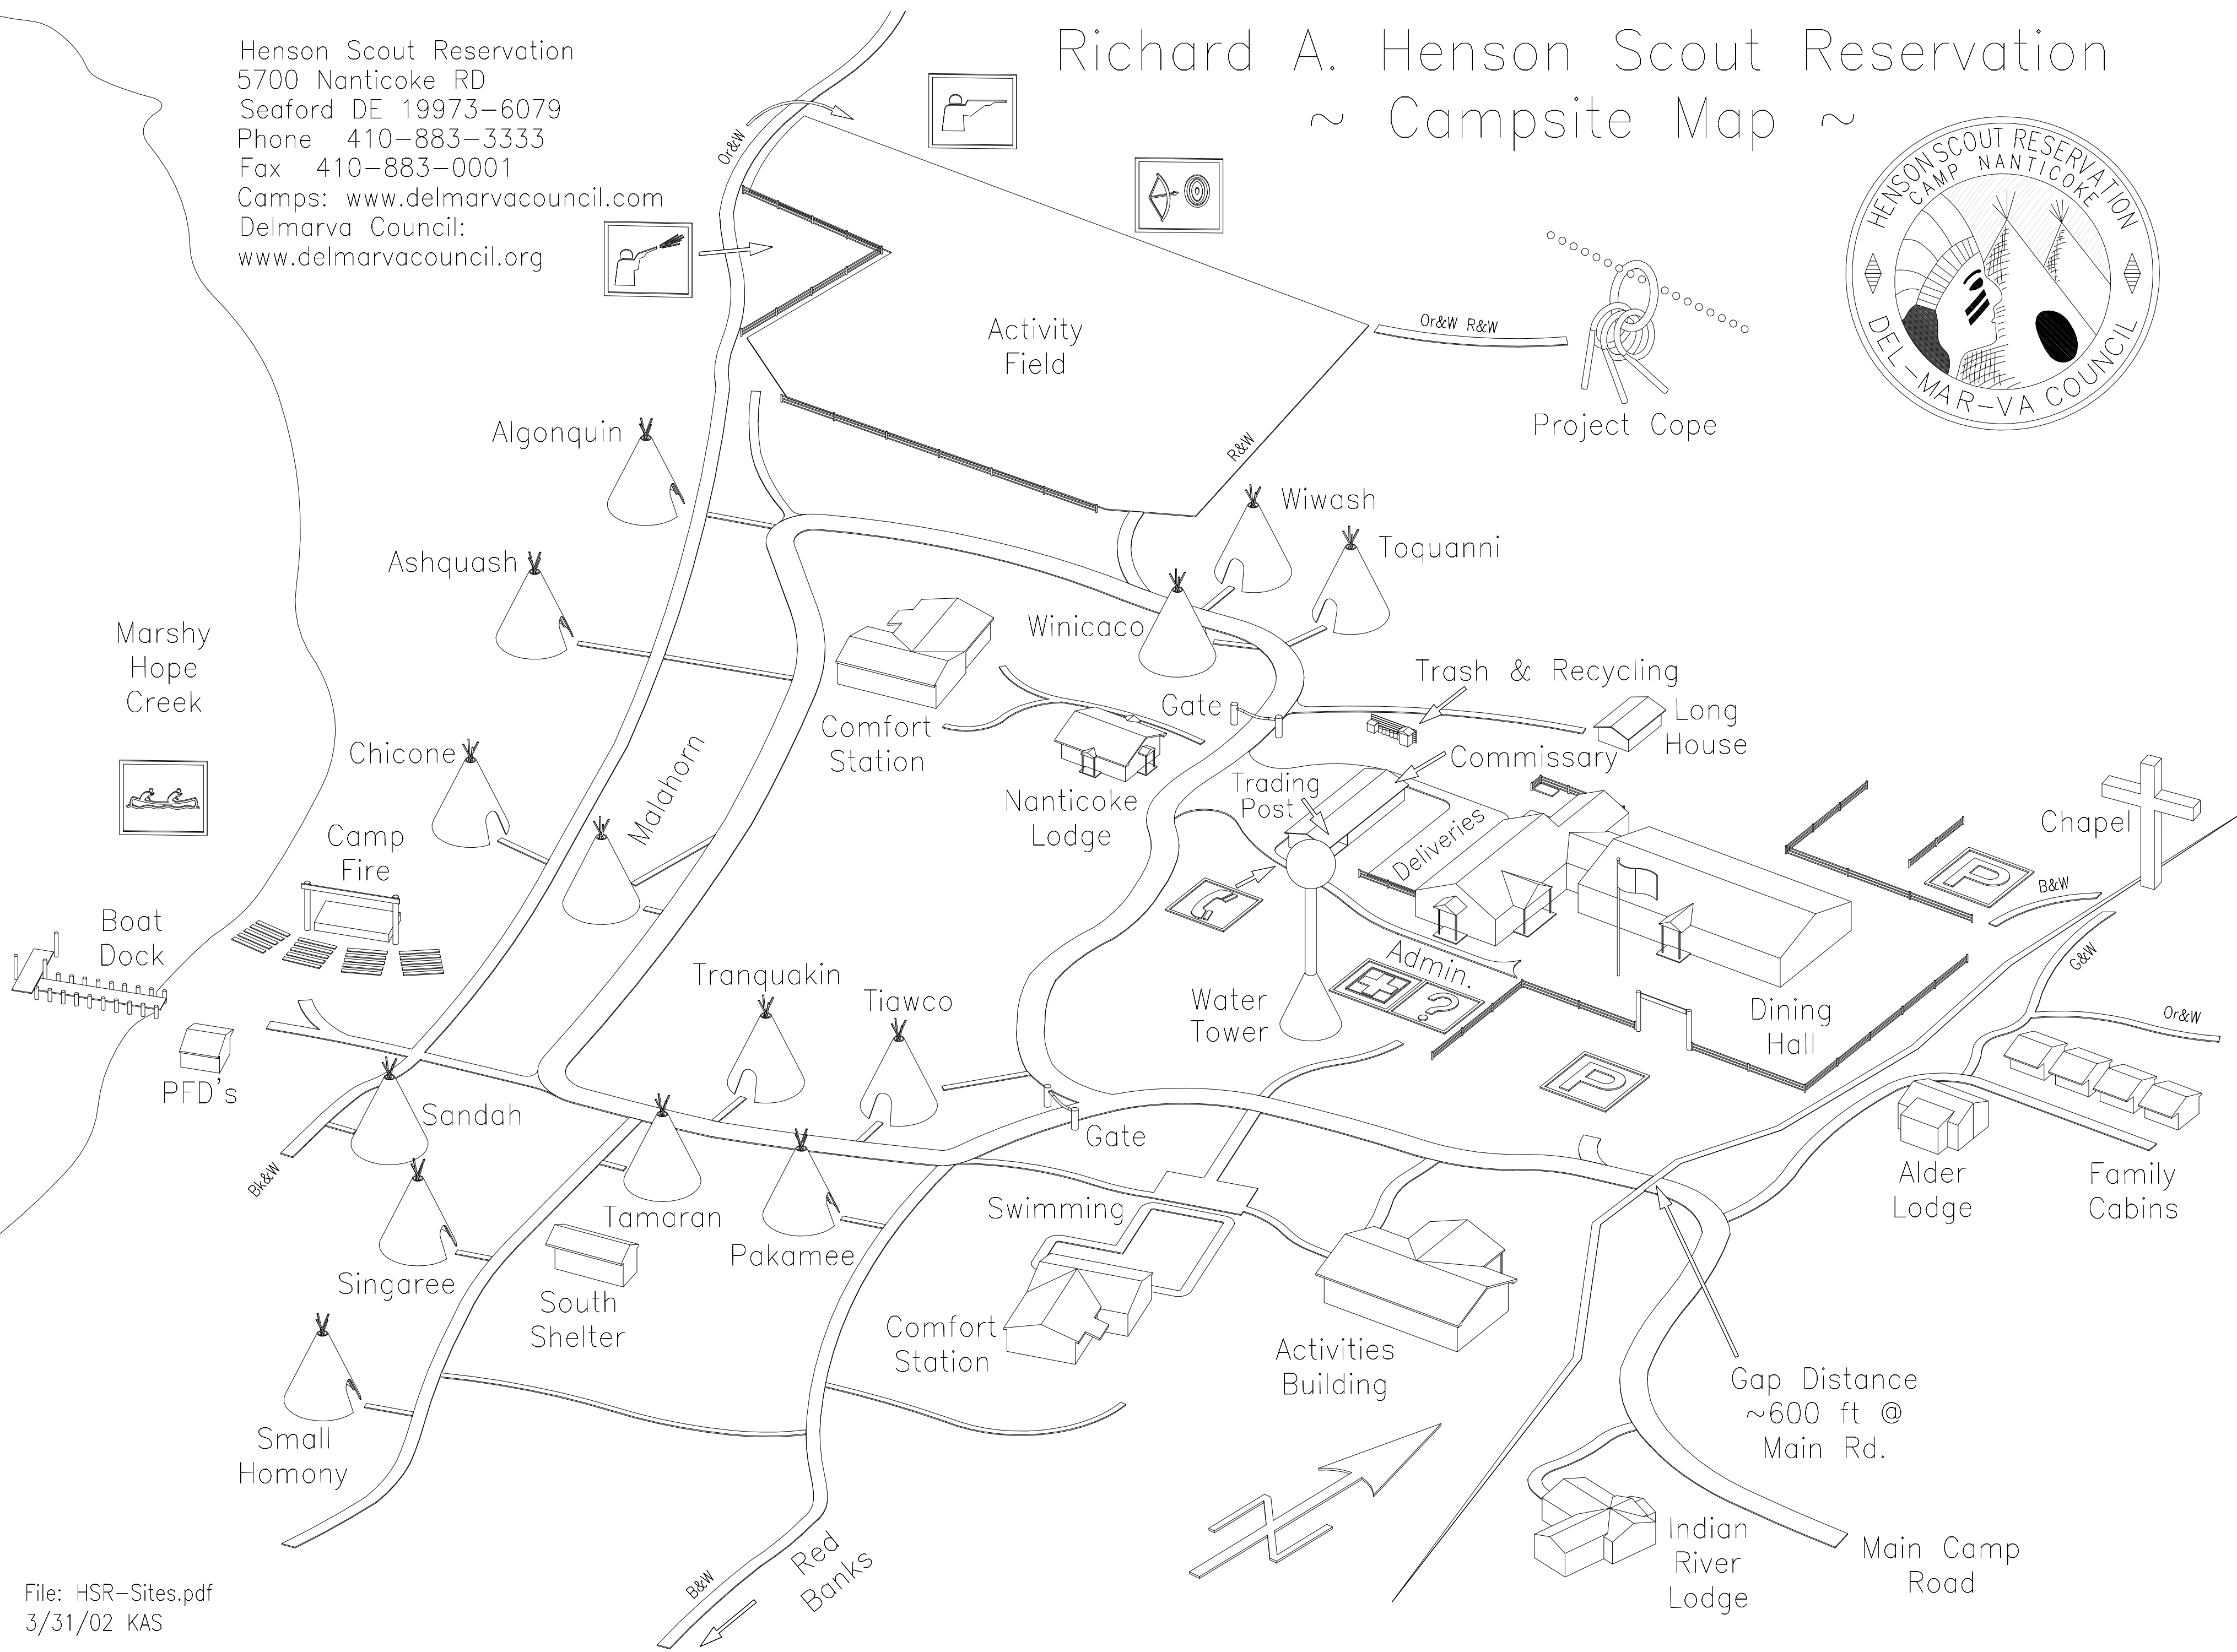 Richard A. Henson Scout Reservation
~ Campsite Map ~
Henson Scout Reservation
5700 Nanticoke RD
Seaford DE 19973-6079
Phone 410-883-3333
Fax 410-883-0001
Camps: www.delmarvacouncil.com
Delmarva Council:
www.delmarvacouncil.org
HENSON SCOUT RESERVATION
CAMP NANTICOKE
DEL-MAR-VA COUNCIL
Or&W
Activity
Field
Or&W R&W
Project Cope
R&W
Algonquin
Wiwash
Toquanni
Ashquash
Winicaco
Marshy
Hope
Creek
Trash & Recycling
Gate
Long
House
Comfort
Station
Chicone
Malahorn
Commissary
Trading
Post
Nanticoke
Lodge
Deliveries
Chapel
Camp
Fire
P
B&W
Boat
Dock
G&W
Admin.
?
Tranquakin
Tiawco
Water
Tower
Dining
Hall
Or&W
PFD's
P
Sandah
Gate
Bk&W
Tamaran
Swimming
Alder
Lodge
Family
Cabins
Pakamee
Singaree
South
Shelter
Comfort
Station
Activities
Building
Gap Distance
~600 ft @
Main Rd.
Small
Homony
N
Indian
River
Lodge
Main Camp
Road
Red
Banks
B&W
File: HSR-Sites.pdf
3/31/02 KAS